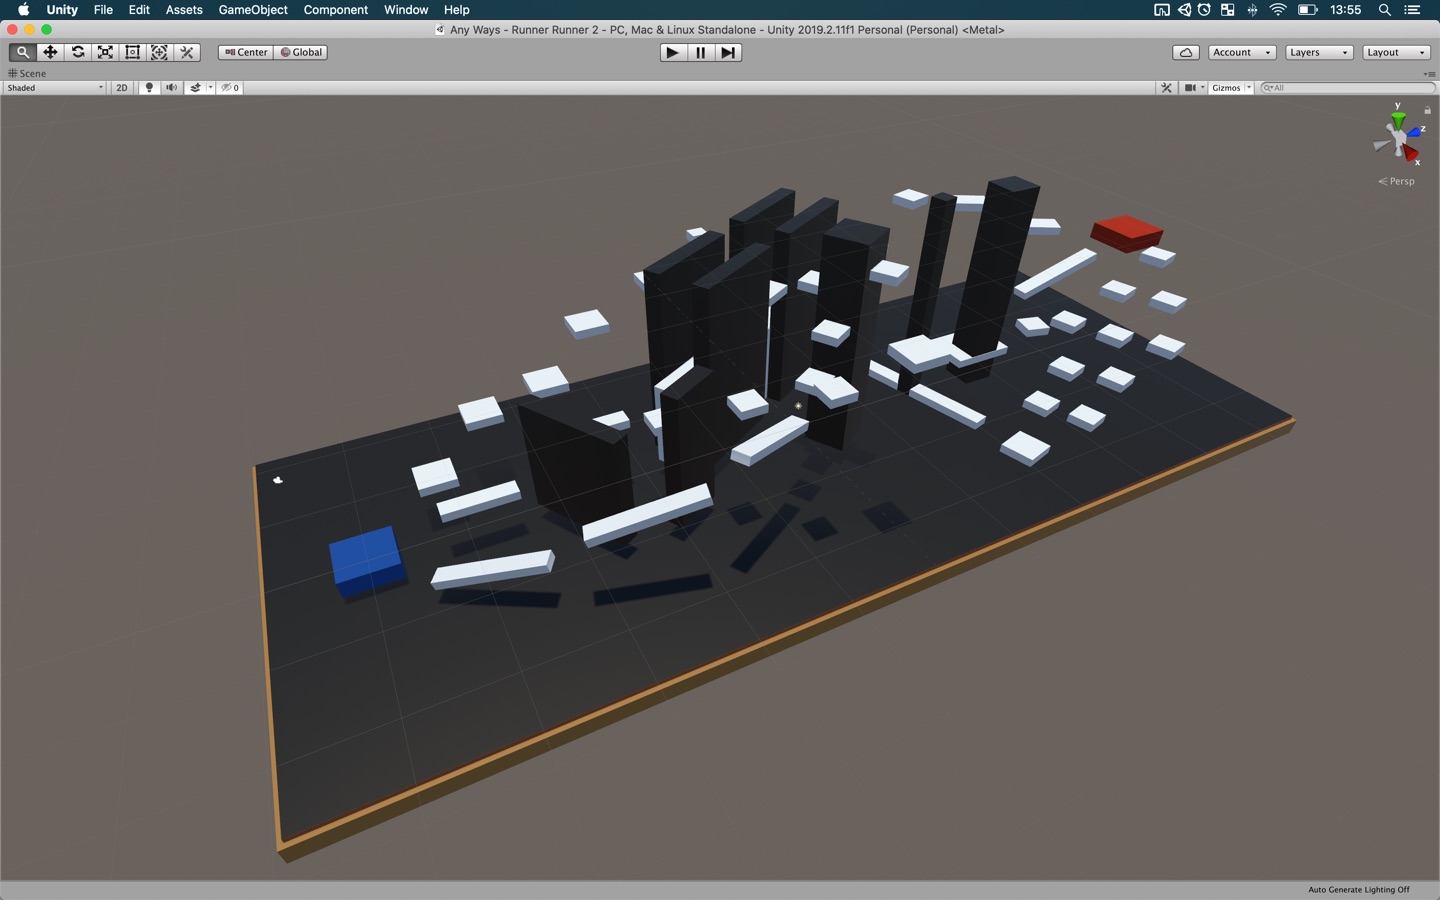 Unity File Edit Assets GameObject Component Window Help 13:55
Any Ways - Runner Runner 2 - PC, Mac & Linux Standalone - Unity 2019.2.11f1 Personal (Personal) <Metal>
Center Global Account Layers Layout
Scene
Shaded 2D 0 Gizmos All
y
z
x
Persp
Auto Generate Lighting Off